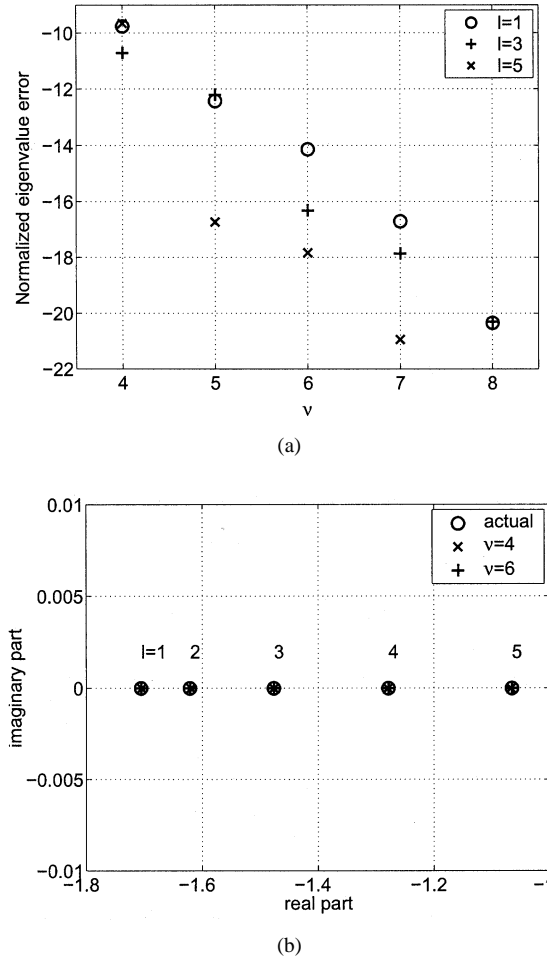 −10
−12
−14
−16
−18
−20
−22
Normalized eigenvalue error
l=1
l=3
l=5
4 5 6 7 8
ν
(a)
0.01
0.005
0
−0.005
−0.01
imaginary part
actual
ν=4
ν=6
l=1 2 3 4 5
−1.8 −1.6 −1.4 −1.2 −1
real part
(b)